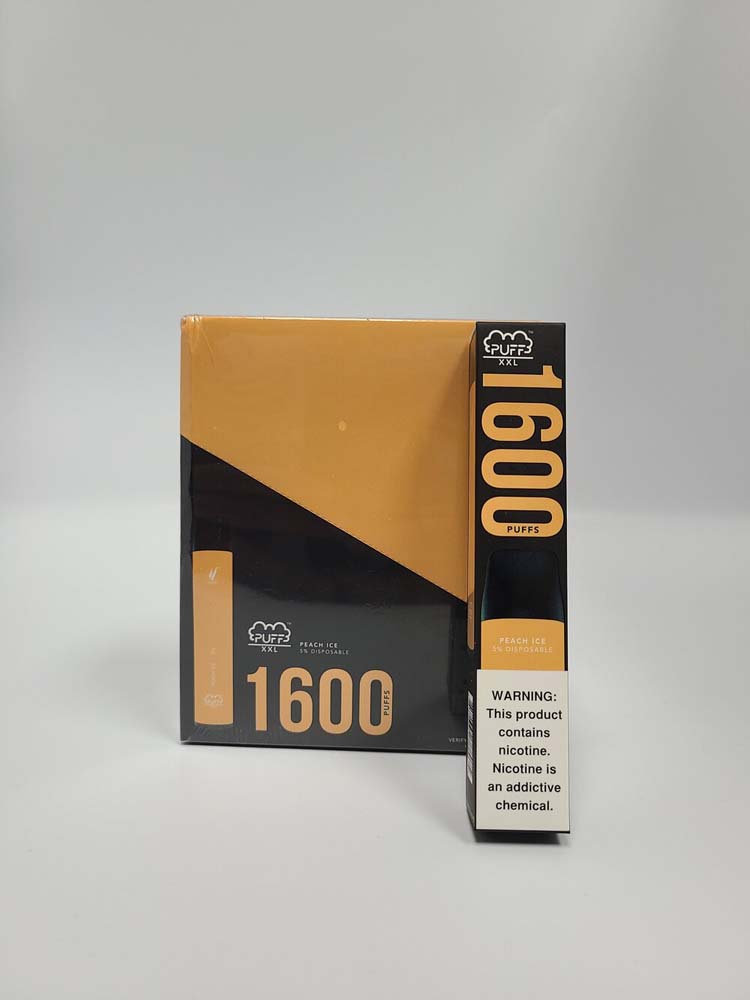 PUFF
XXL
PEACH ICE
5% DISPOSABLE
1600
PUFFS
PUFF
XXL
1600
PUFFS
PEACH ICE
5% DISPOSABLE
WARNING:
This product
contains
nicotine.
Nicotine is
an addictive
chemical.